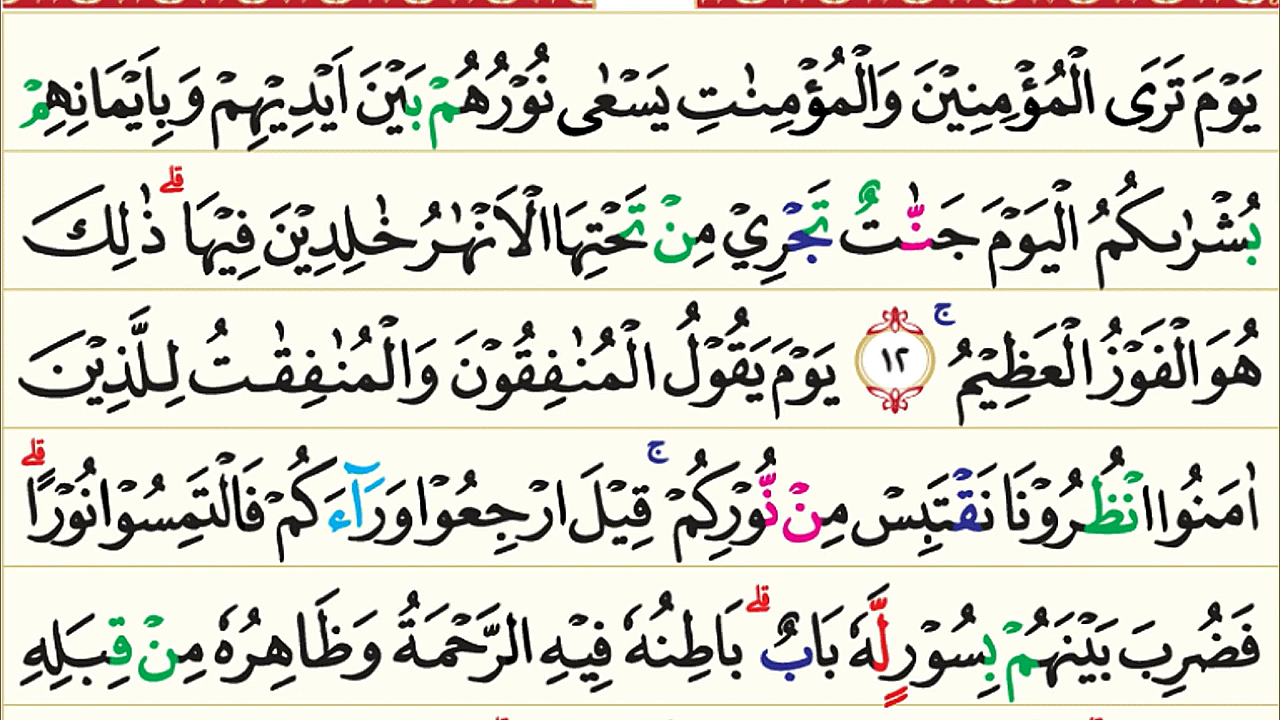 يَوْمَ تَرَى الْمُؤْمِنِيْنَ وَالْمُؤْمِنٰتِ يَسْعٰى نُوْرُهُمْ بَيْنَ اَيْدِيْهِمْ وَبِاَيْمَانِهِمْ
بُشْرٰىكُمُ الْيَوْمَ جَنّٰتٌ تَجْرِيْ مِنْ تَحْتِهَا الْاَنْهٰرُ خٰلِدِيْنَ فِيْهَا ؕ ذٰلِكَ
هُوَ الْفَوْزُ الْعَظِيْمُ ۚ ١٢ يَوْمَ يَقُوْلُ الْمُنٰفِقُوْنَ وَالْمُنٰفِقٰتُ لِلَّذِيْنَ
اٰمَنُوا انْظُرُوْنَا نَقْتَبِسْ مِنْ نُّوْرِكُمْ ۚ قِيْلَ ارْجِعُوْا وَرَآءَكُمْ فَالْتَمِسُوْا نُوْرًا ۗ
فَضُرِبَ بَيْنَهُمْ بِسُوْرٍ لَّهٗ بَابٌ ۗ بَاطِنُهٗ فِيْهِ الرَّحْمَةُ وَظَاهِرُهٗ مِنْ قِبَلِهِ